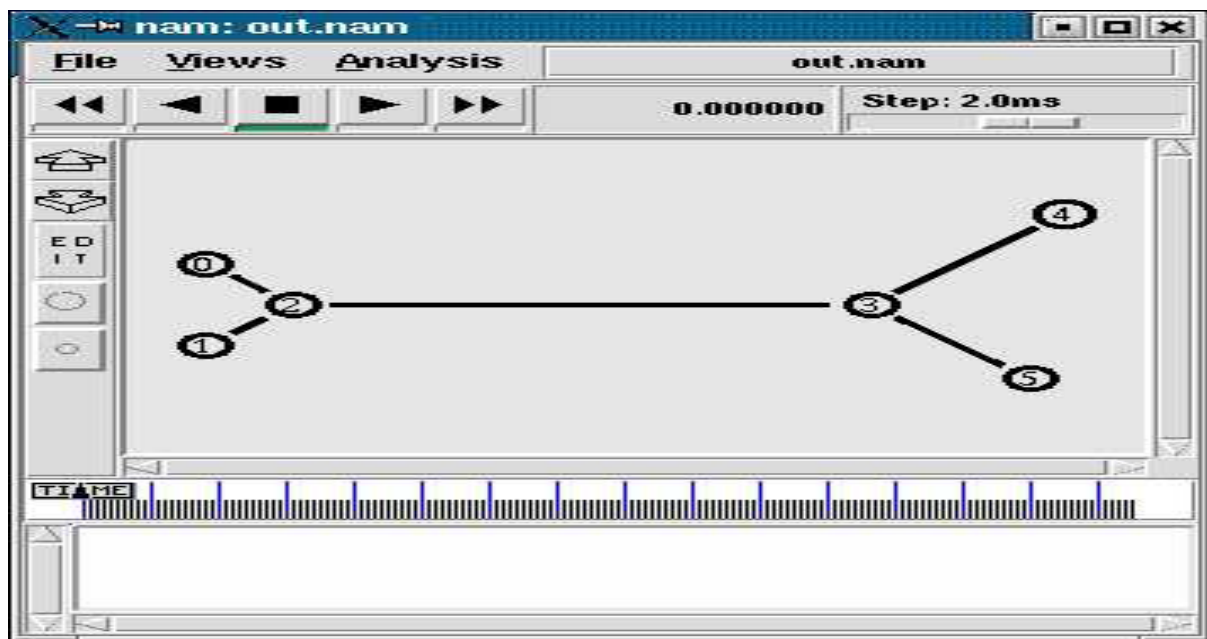 nam: out.nam
File Views Analysis out.nam
0.000000 Step: 2.0ms
E D
I T
4
0
2 3
1
5
TIME